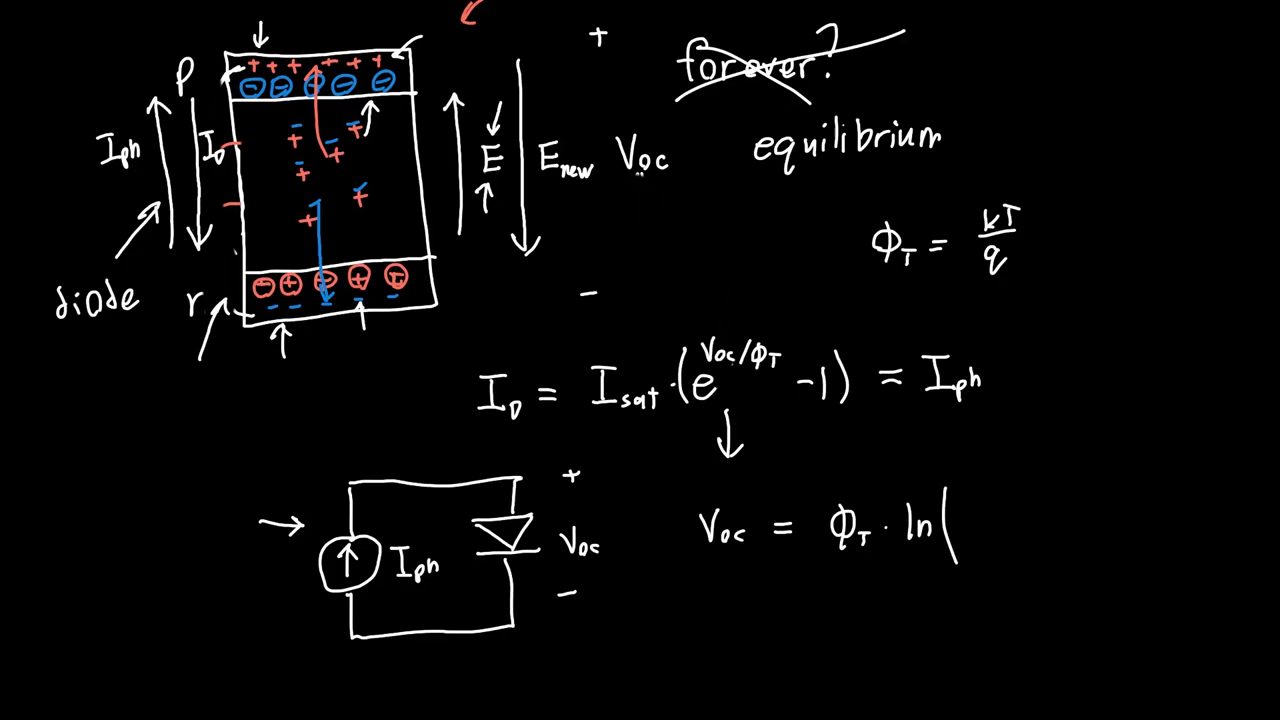 forever?
equilibrium
P
Iph
ID
E
Enew
Voc
+
−
ϕT = kT/q
diode
ID = Isat · (e^Voc/ϕT − 1) = Iph
Iph
+
Voc
−
Voc = ϕT · ln(